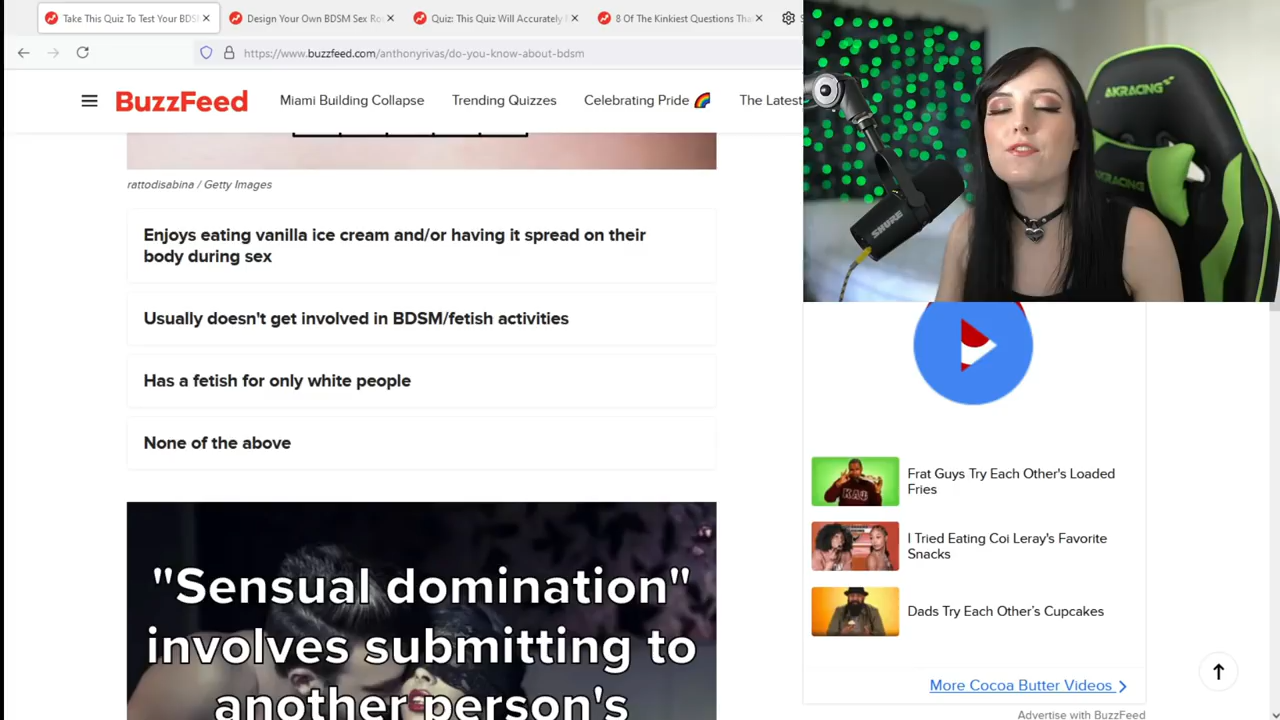 Take This Quiz To Test Your BDS
Design Your Own BDSM Sex Ro
Quiz: This Quiz Will Accurately
8 Of The Kinkiest Questions Tha
https://www.buzzfeed.com/anthonyrivas/do-you-know-about-bdsm
BuzzFeed
Miami Building Collapse
Trending Quizzes
Celebrating Pride 🌈
The Latest
AKRACING
AKRACING
SHURE
rattodisabina / Getty Images
Enjoys eating vanilla ice cream and/or having it spread on their
body during sex
Usually doesn't get involved in BDSM/fetish activities
Has a fetish for only white people
None of the above
"Sensual domination"
involves submitting to
another person's
Frat Guys Try Each Other's Loaded
Fries
I Tried Eating Coi Leray's Favorite
Snacks
Dads Try Each Other's Cupcakes
More Cocoa Butter Videos
Advertise with BuzzFeed